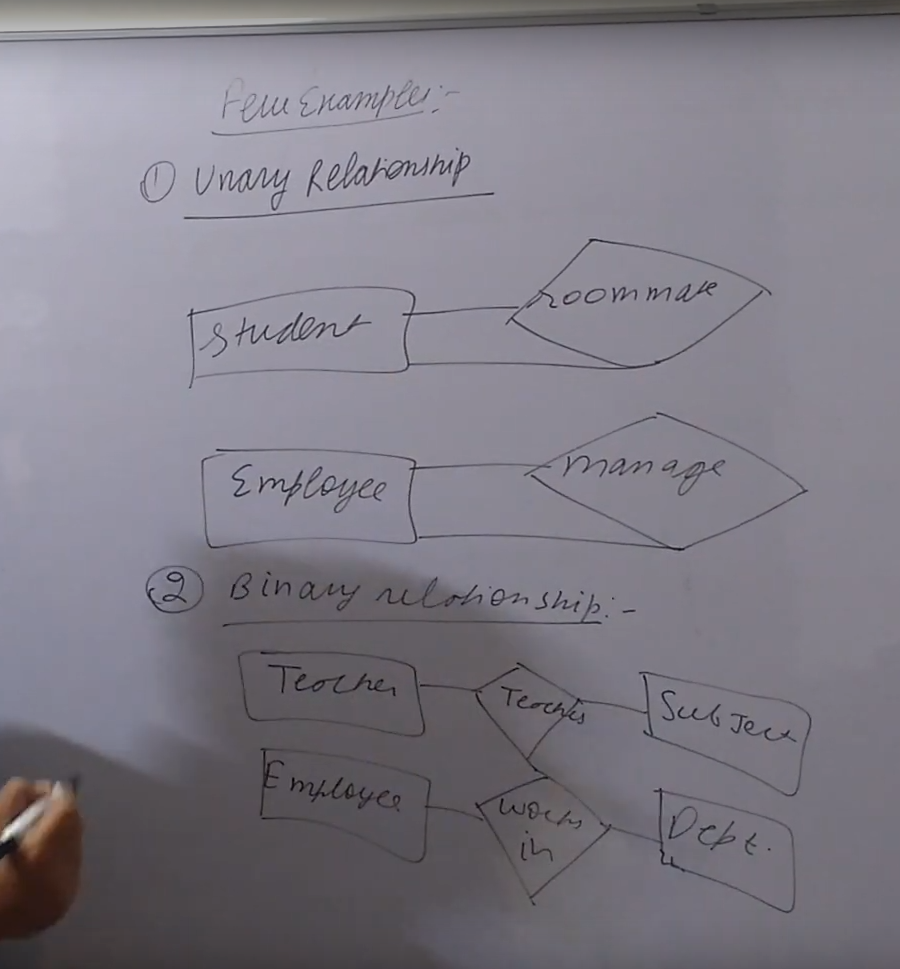 Few Examples:-
① Unary Relationship
Student roommate
Employee manage
② Binary relationship:-
Teacher Teaches Subject
Employee works Dept.
in